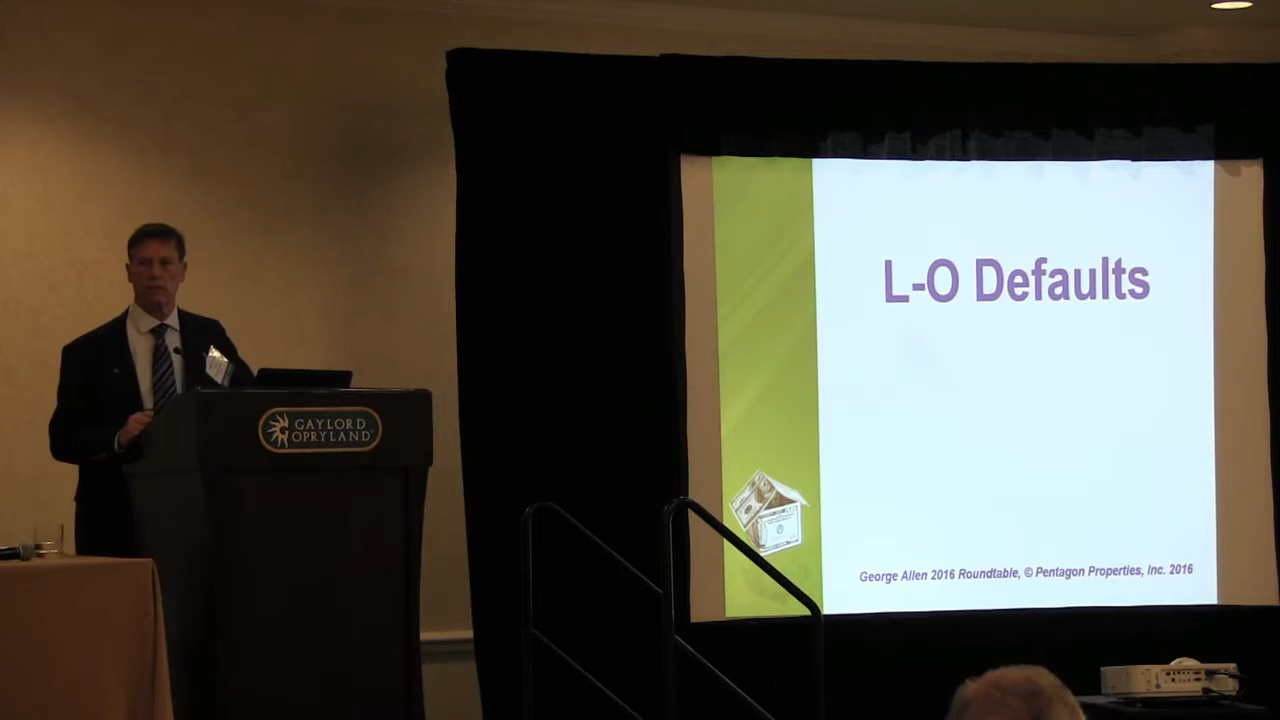 GAYLORD
OPRYLAND
L-O Defaults
George Allen 2016 Roundtable, © Pentagon Properties, Inc. 2016